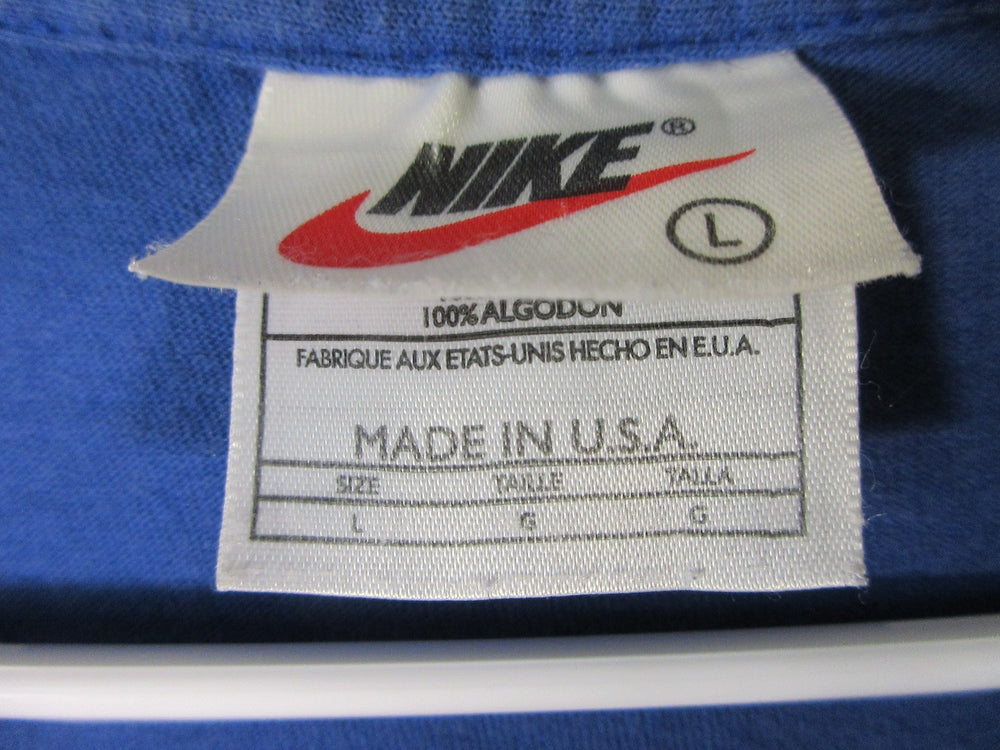 NIKE ®
L
100% ALGODON
FABRIQUE AUX ETATS-UNIS HECHO EN E.U.A.
MADE IN U.S.A.
SIZE TAILLE TALLA
L G G